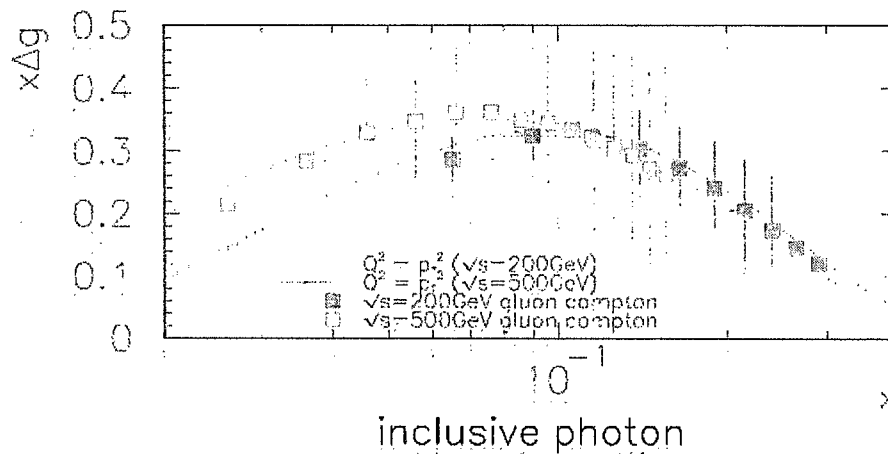 xΔg
0.5
0.4
0.3
0.2
0.1
0
Q² = p_T² (√s=200GeV)
Q² = p_T² (√s=500GeV)
√s=200GeV gluon compton
√s=500GeV gluon compton
10⁻¹
x
inclusive photon